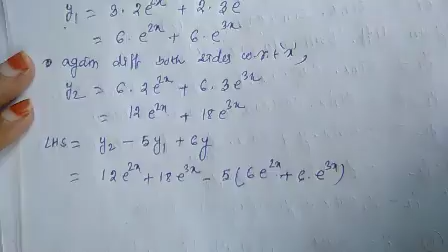 y₁ = 3.2e^2x + 2.3e
= 6.e^2x + 6.e^3x
again diff both sides w.r.t 'x',
y₂ = 6.2e^2x + 6.3e^3x
= 12e^2x + 18e^3x
LHS = y₂ - 5y₁ + 6y
= 12e^2x + 18e^3x - 5(6e^2x + 6.e^3x)